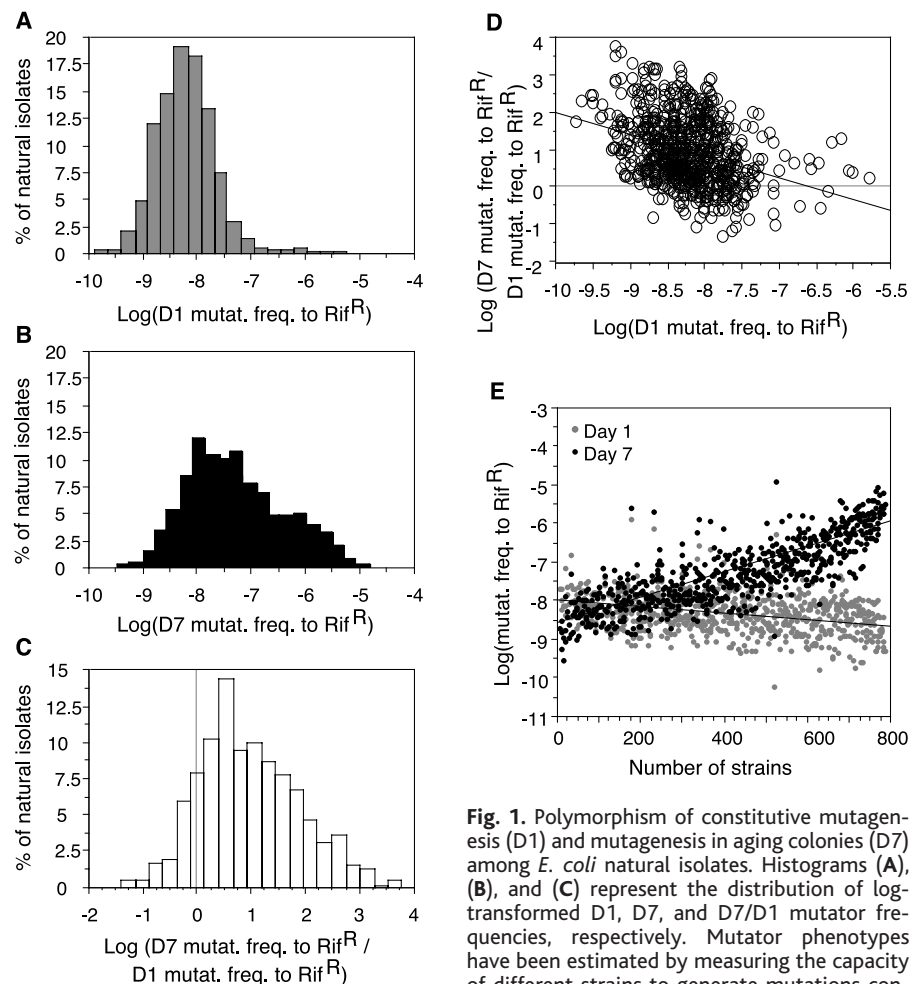 A
% of natural isolates
20
17.5
15
12.5
10
7.5
5
2.5
0
-10 -9 -8 -7 -6 -5 -4
Log(D1 mutat. freq. to RifR)
B
% of natural isolates
20
17.5
15
12.5
10
7.5
5
2.5
0
-10 -9 -8 -7 -6 -5 -4
Log(D7 mutat. freq. to RifR)
C
% of natural isolates
15
12.5
10
7.5
5
2.5
0
-2 -1 0 1 2 3 4
Log (D7 mutat. freq. to RifR /
D1 mutat. freq. to RifR)
D
Log (D7 mutat. freq. to RifR/
D1 mutat. freq. to RifR)
4
3
2
1
0
-1
-2
-10 -9.5 -9 -8.5 -8 -7.5 -7 -6.5 -6 -5.5
Log(D1 mutat. freq. to RifR)
E
Log(mutat. freq. to RifR)
-3
-4
-5
-6
-7
-8
-9
-10
-11
Day 1
Day 7
0 200 400 600 800
Number of strains
Fig. 1. Polymorphism of constitutive mutagen-
esis (D1) and mutagenesis in aging colonies (D7)
among E. coli natural isolates. Histograms (A),
(B), and (C) represent the distribution of log-
transformed D1, D7, and D7/D1 mutator fre-
quencies, respectively. Mutator phenotypes
have been estimated by measuring the capacity
of different strains to generate mutations con-